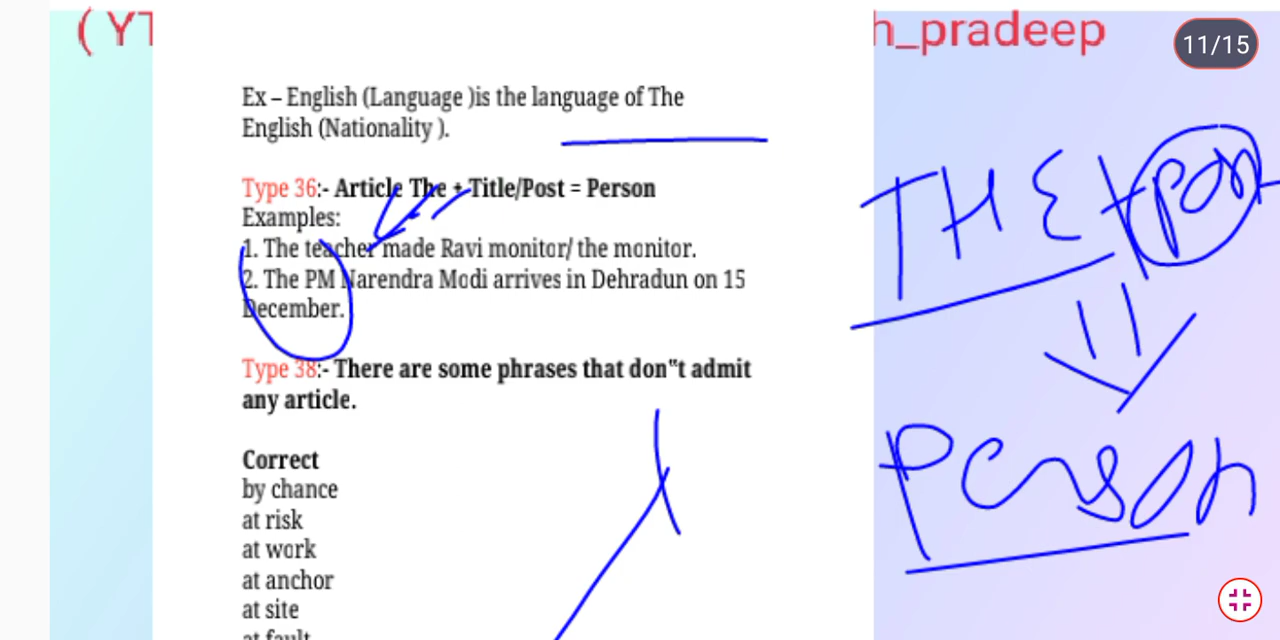 ( YT
h_pradeep
11/15
Ex – English (Language )is the language of The
English (Nationality ).
Type 36:- Article The + Title/Post = Person
Examples:
1. The teacher made Ravi monitor/ the monitor.
2. The PM Narendra Modi arrives in Dehradun on 15
December.
THE +
Person
Type 38:- There are some phrases that don"t admit
any article.
Correct
by chance
at risk
at work
at anchor
at site
at fault